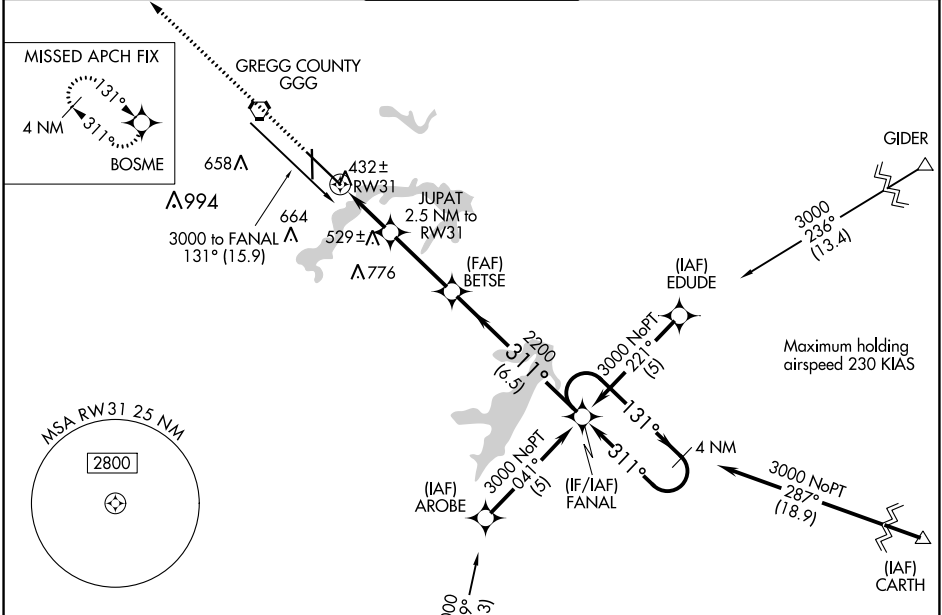 MISSED APCH FIX
131°
4 NM
311°
BOSME
GREGG COUNTY
GGG
658
994
664
3000 to FANAL
131° (15.9)
432±
RW31
JUPAT
2.5 NM to
RW31
529±
776
(FAF)
BETSE
GIDER
3000
236°
(13.4)
(IAF)
EDUDE
3000 NoPT
221°
(5)
Maximum holding
airspeed 230 KIAS
2200
311°
(6.5)
131°
311°
4 NM
MSA RW31 25 NM
2800
(IAF)
AROBE
3000 NoPT
041°
(5)
(IF/IAF)
FANAL
3000 NoPT
287°
(18.9)
(IAF)
CARTH